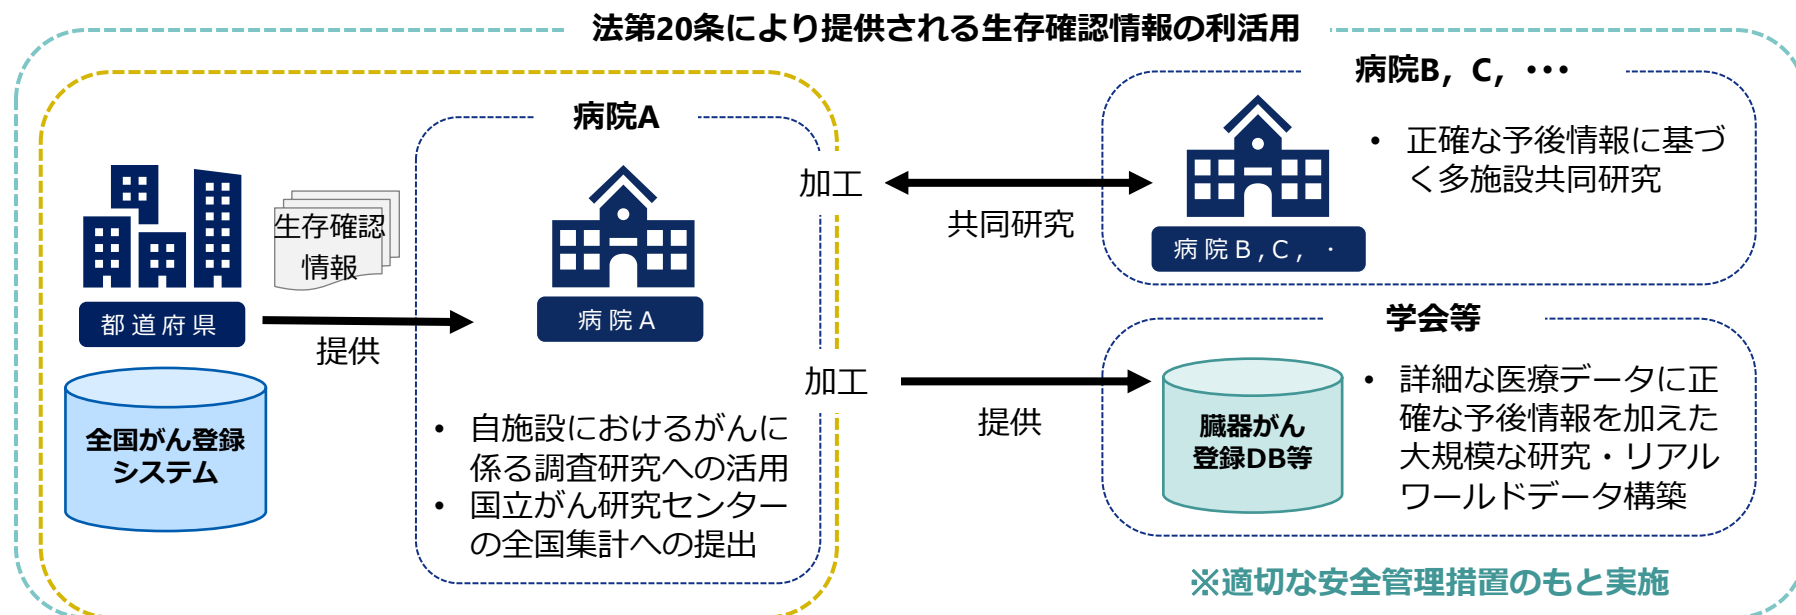 法第20条により提供される生存確認情報の利活用
病院A
生存確認
情報
都道府県
提供
全国がん登録
システム
病院A
• 自施設におけるがんに
係る調査研究への活用
• 国立がん研究センター
の全国集計への提出
加工
共同研究
加工
提供
病院B，C，･･･
病院B,C, ･
• 正確な予後情報に基づ
く多施設共同研究
学会等
臓器がん
登録DB等
• 詳細な医療データに正
確な予後情報を加えた
大規模な研究・リアル
ワールドデータ構築
※適切な安全管理措置のもと実施